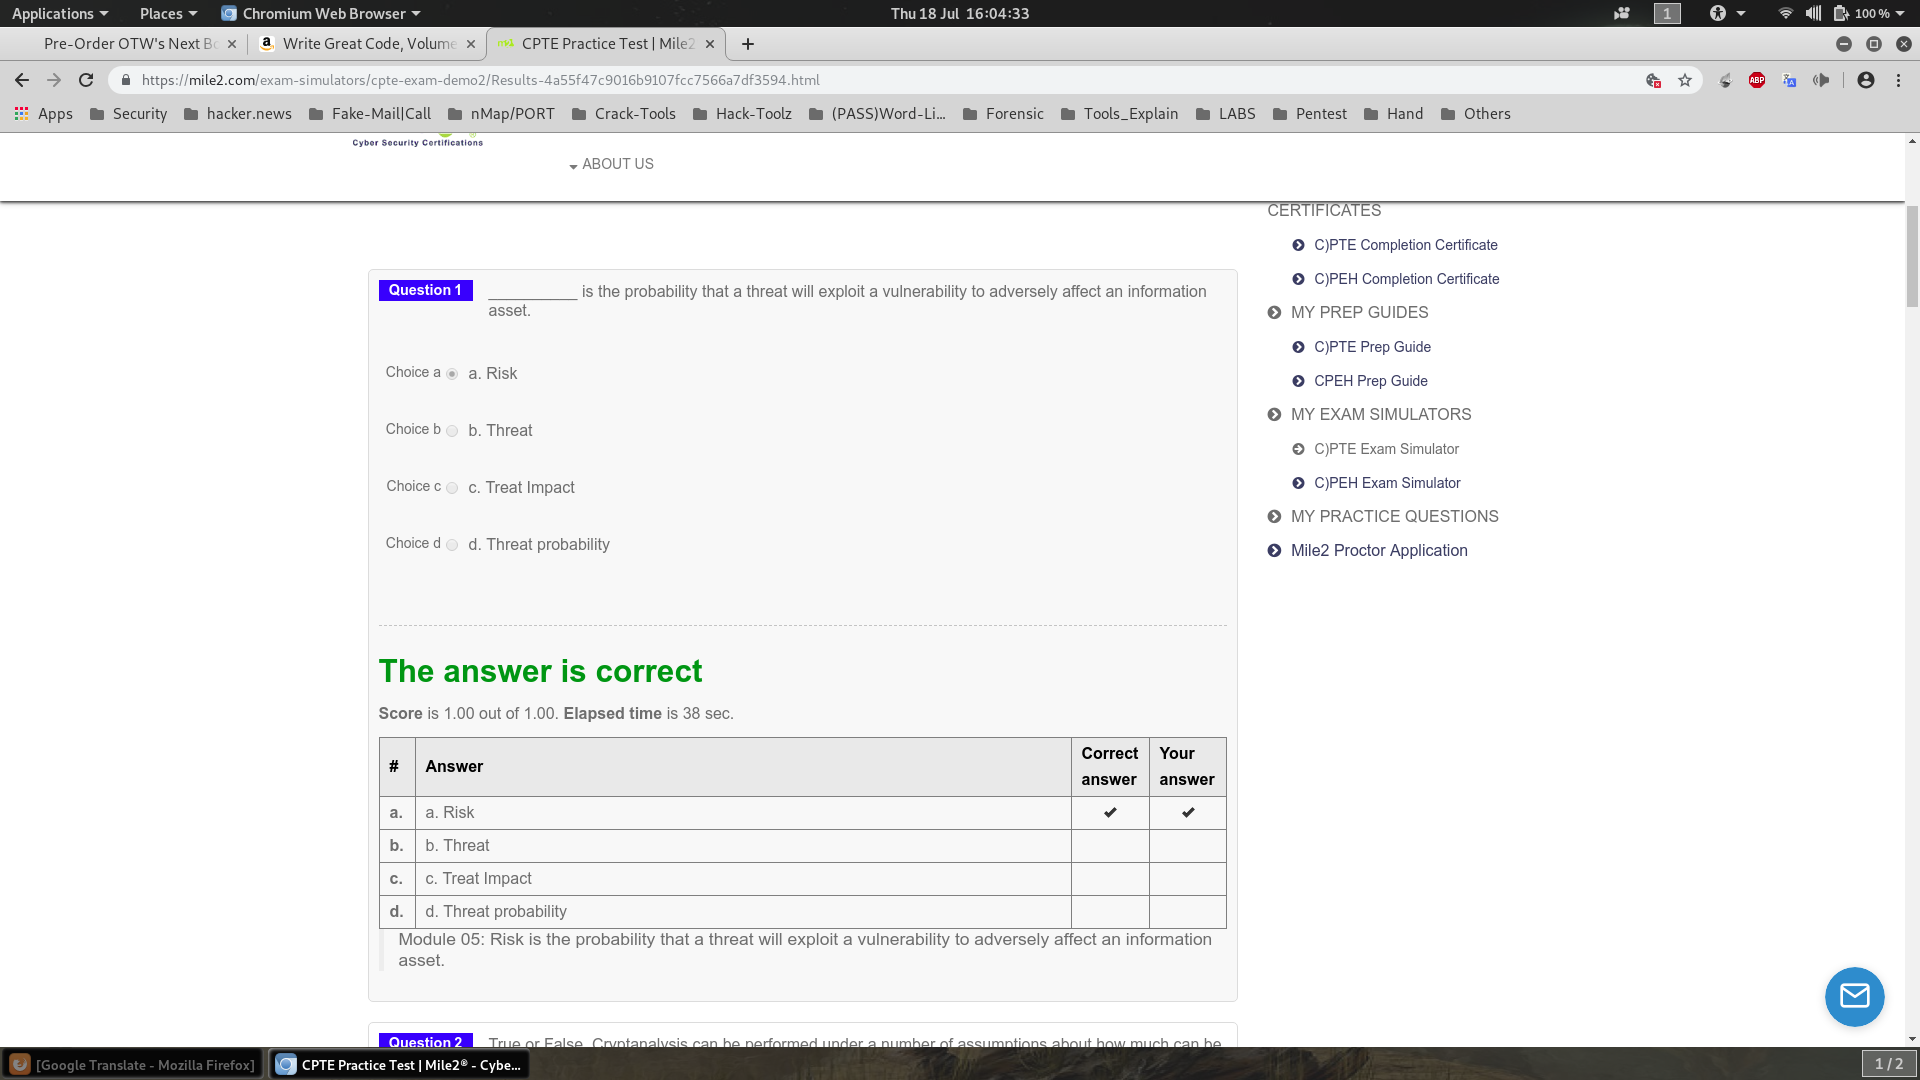 Applications Places Chromium Web Browser Thu 18 Jul 16:04:33 1 100 %
Pre-Order OTW's Next Bo Write Great Code, Volume CPTE Practice Test | Mile2
https://mile2.com/exam-simulators/cpte-exam-demo2/Results-4a55f47c9016b9107fcc7566a7df3594.html ABP
Apps Security hacker.news Fake-Mail|Call nMap/PORT Crack-Tools Hack-Toolz (PASS)Word-Li... Forensic Tools_Explain LABS Pentest Hand Others
Cyber Security Certifications
ABOUT US
Question 1 __________ is the probability that a threat will exploit a vulnerability to adversely affect an information
asset.
Choice a a. Risk
Choice b b. Threat
Choice c c. Treat Impact
Choice d d. Threat probability
The answer is correct
Score is 1.00 out of 1.00. Elapsed time is 38 sec.
# Answer Correct answer Your answer
a. a. Risk ✔ ✔
b. b. Threat
c. c. Treat Impact
d. d. Threat probability
Module 05: Risk is the probability that a threat will exploit a vulnerability to adversely affect an information
asset.
Question 2 True or False. Cryptanalysis can be performed under a number of assumptions about how much can be
CERTIFICATES
C)PTE Completion Certificate
C)PEH Completion Certificate
MY PREP GUIDES
C)PTE Prep Guide
CPEH Prep Guide
MY EXAM SIMULATORS
C)PTE Exam Simulator
C)PEH Exam Simulator
MY PRACTICE QUESTIONS
Mile2 Proctor Application
[Google Translate - Mozilla Firefox] CPTE Practice Test | Mile2® - Cybe... 1 / 2